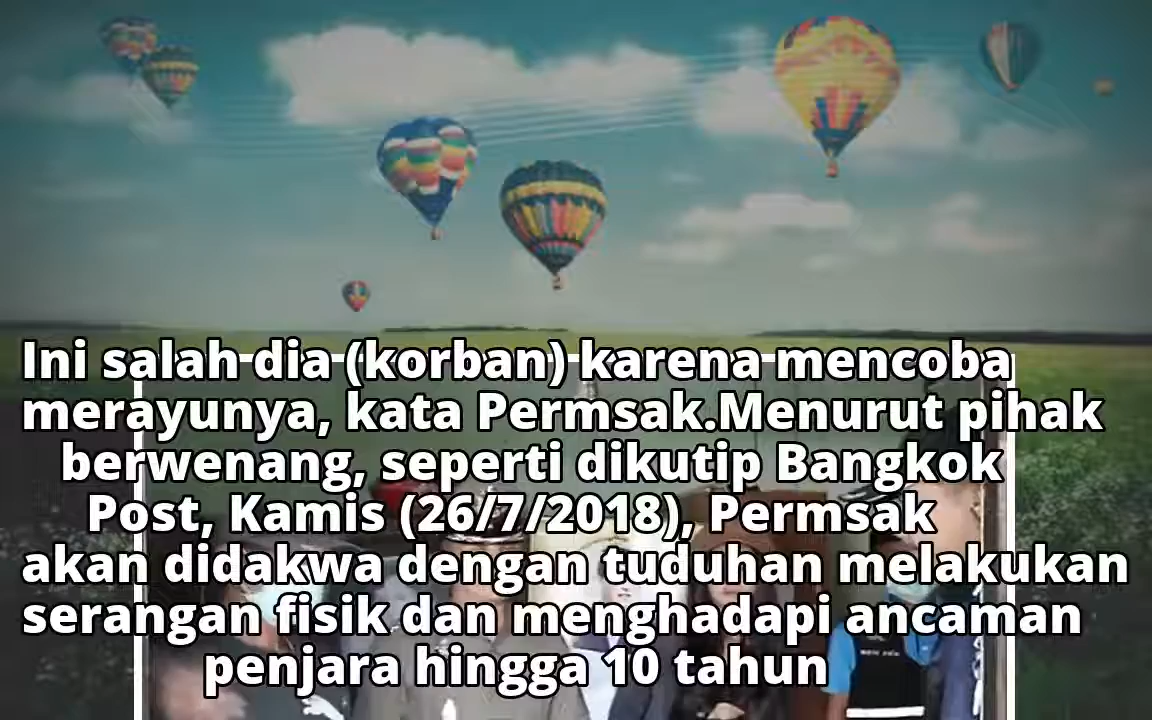 Ini salah dia (korban) karena mencoba
merayunya, kata Permsak.Menurut pihak
berwenang, seperti dikutip Bangkok
Post, Kamis (26/7/2018), Permsak
akan didakwa dengan tuduhan melakukan
serangan fisik dan menghadapi ancaman
penjara hingga 10 tahun